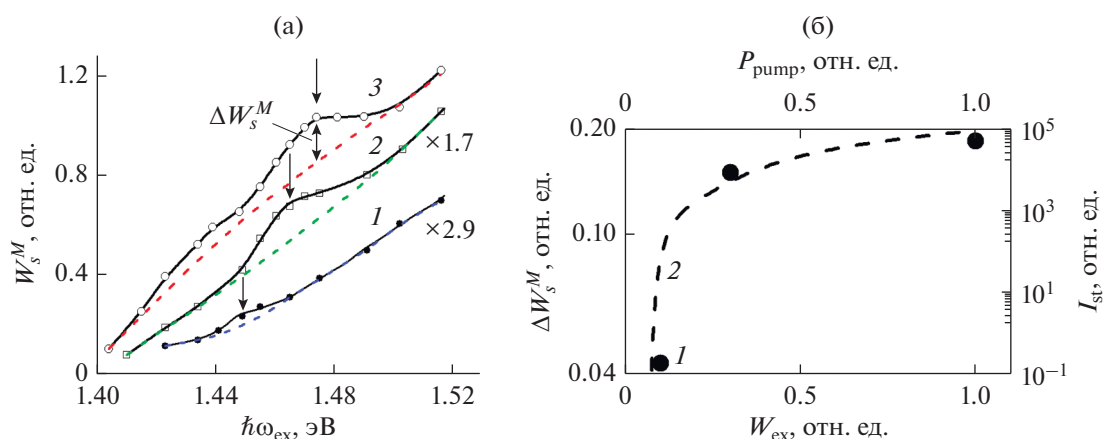 (а)
1.2
0.8
0.4
0
W_s^M, отн. ед.
ΔW_s^M
3
2
×1.7
1
×2.9
1.40 1.44 1.48 1.52
ℏω_ex, эВ
(б)
P_pump, отн. ед.
0 0.5 1.0
0.20
0.10
0.04
ΔW_s^M, отн. ед.
2
1
10^5
10^3
10^1
10^−1
I_st, отн. ед.
0 0.5 1.0
W_ex, отн. ед.